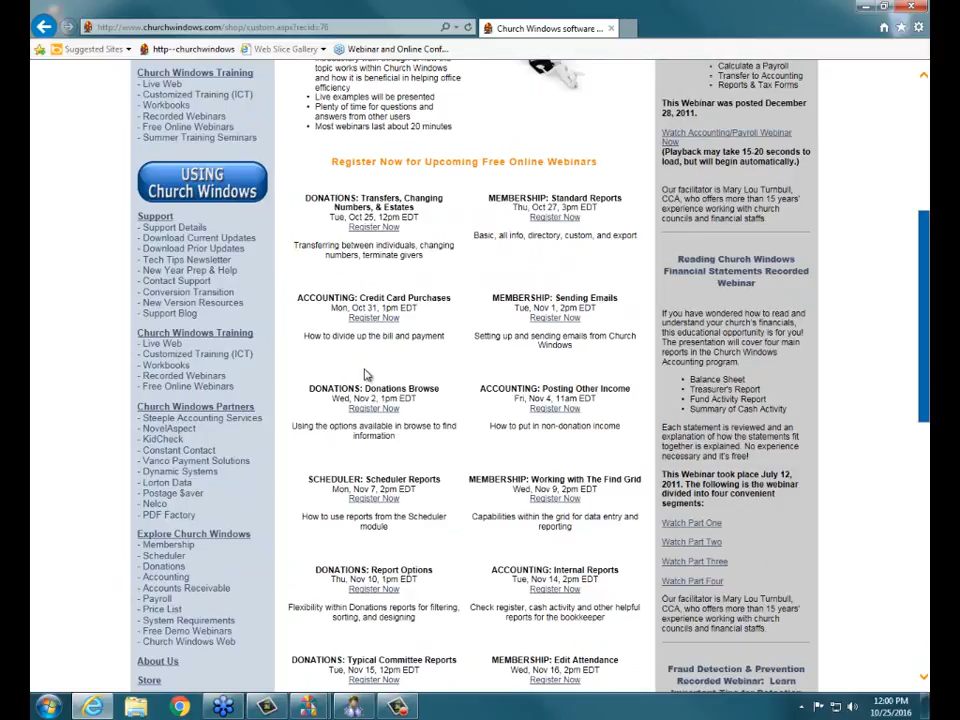 http://www.churchwindows.com/shop/custom.aspx?recid=76
Church Windows software ...
Suggested Sites
http--churchwindows
Web Slice Gallery
Webinar and Online Conf...
Church Windows Training
- Live Web
- Customized Training (ICT)
- Workbooks
- Recorded Webinars
- Free Online Webinars
- Summer Training Seminars
USING
Church Windows
Support
- Support Details
- Download Current Updates
- Download Prior Updates
- Tech Tips Newsletter
- New Year Prep & Help
- Contact Support
- Conversion Transition
- New Version Resources
- Support Blog
Church Windows Training
- Live Web
- Customized Training (ICT)
- Workbooks
- Recorded Webinars
- Free Online Webinars
Church Windows Partners
- Steeple Accounting Services
- NovelAspect
- KidCheck
- Constant Contact
- Vanco Payment Solutions
- Dynamic Systems
- Lorton Data
- Postage $aver
- Nelco
- PDF Factory
Explore Church Windows
- Membership
- Scheduler
- Donations
- Accounting
- Accounts Receivable
- Payroll
- Price List
- System Requirements
- Free Demo Webinars
- Church Windows Web
About Us
Store
topic works within Church Windows
and how it is beneficial in helping office
efficiency
• Live examples will be presented
• Plenty of time for questions and
answers from other users
• Most webinars last about 20 minutes
Register Now for Upcoming Free Online Webinars
DONATIONS: Transfers, Changing
Numbers, & Estates
Tue, Oct 25, 12pm EDT
Register Now
Transferring between individuals, changing
numbers, terminate givers
MEMBERSHIP: Standard Reports
Thu, Oct 27, 3pm EDT
Register Now
Basic, all info, directory, custom, and export
ACCOUNTING: Credit Card Purchases
Mon, Oct 31, 1pm EDT
Register Now
How to divide up the bill and payment
MEMBERSHIP: Sending Emails
Tue, Nov 1, 2pm EDT
Register Now
Setting up and sending emails from Church
Windows
DONATIONS: Donations Browse
Wed, Nov 2, 1pm EDT
Register Now
Using the options available in browse to find
information
ACCOUNTING: Posting Other Income
Fri, Nov 4, 11am EDT
Register Now
How to put in non-donation income
SCHEDULER: Scheduler Reports
Mon, Nov 7, 2pm EDT
Register Now
How to use reports from the Scheduler
module
MEMBERSHIP: Working with The Find Grid
Wed, Nov 9, 2pm EDT
Register Now
Capabilities within the grid for data entry and
reporting
DONATIONS: Report Options
Thu, Nov 10, 1pm EDT
Register Now
Flexibility within Donations reports for filtering,
sorting, and designing
ACCOUNTING: Internal Reports
Tue, Nov 14, 2pm EDT
Register Now
Check register, cash activity and other helpful
reports for the bookkeeper
DONATIONS: Typical Committee Reports
Tue, Nov 15, 12pm EDT
Register Now
MEMBERSHIP: Edit Attendance
Wed, Nov 16, 2pm EDT
Register Now
• Calculate a Payroll
• Transfer to Accounting
• Reports & Tax Forms
This Webinar was posted December
28, 2011.
Watch Accounting/Payroll Webinar
Now
(Playback may take 15-20 seconds to
load, but will begin automatically.)
Our facilitator is Mary Lou Turnbull,
CCA, who offers more than 15 years'
experience working with church
councils and financial staffs.
Reading Church Windows
Financial Statements Recorded
Webinar
If you have wondered how to read and
understand your church's financials,
this educational opportunity is for you!
The presentation will cover four main
reports in the Church Windows
Accounting program.
• Balance Sheet
• Treasurer's Report
• Fund Activity Report
• Summary of Cash Activity
Each statement is reviewed and an
explanation of how the statements fit
together is explained. No experience
necessary and it's free!
This Webinar took place July 12,
2011. The following is the webinar
divided into four convenient
segments:
Watch Part One
Watch Part Two
Watch Part Three
Watch Part Four
Our facilitator is Mary Lou Turnbull,
CCA, who offers more than 15 years'
experience working with church
councils and financial staffs.
Fraud Detection & Prevention
Recorded Webinar: Learn
12:00 PM
10/25/2016